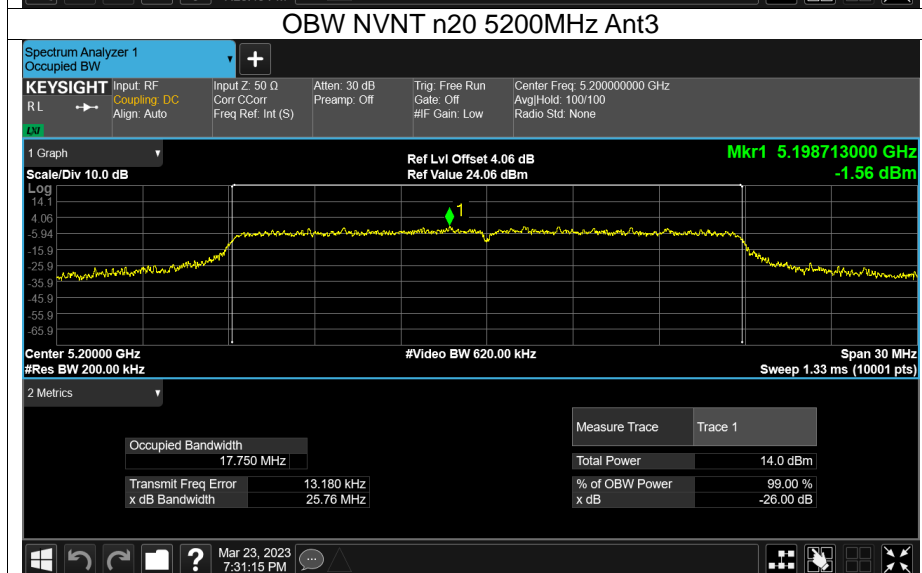 OBW NVNT n20 5200MHz Ant3
Spectrum Analyzer 1
Occupied BW
+
KEYSIGHT Input: RF Input Z: 50 Ω Atten: 30 dB Trig: Free Run Center Freq: 5.200000000 GHz
RL Coupling: DC Corr CCorr Preamp: Off Gate: Off Avg|Hold: 100/100
Align: Auto Freq Ref: Int (S) #IF Gain: Low Radio Std: None
LXI
1 Graph Ref Lvl Offset 4.06 dB Mkr1 5.198713000 GHz
Scale/Div 10.0 dB Ref Value 24.06 dBm -1.56 dBm
Log
14.1
4.06
1
-5.94
-15.9
-25.9
-35.9
-45.9
-55.9
-65.9
Center 5.20000 GHz #Video BW 620.00 kHz Span 30 MHz
#Res BW 200.00 kHz Sweep 1.33 ms (10001 pts)
2 Metrics
Measure Trace Trace 1
Occupied Bandwidth
17.750 MHz Total Power 14.0 dBm
Transmit Freq Error 13.180 kHz % of OBW Power 99.00 %
x dB Bandwidth 25.76 MHz x dB -26.00 dB
? Mar 23, 2023
7:31:15 PM